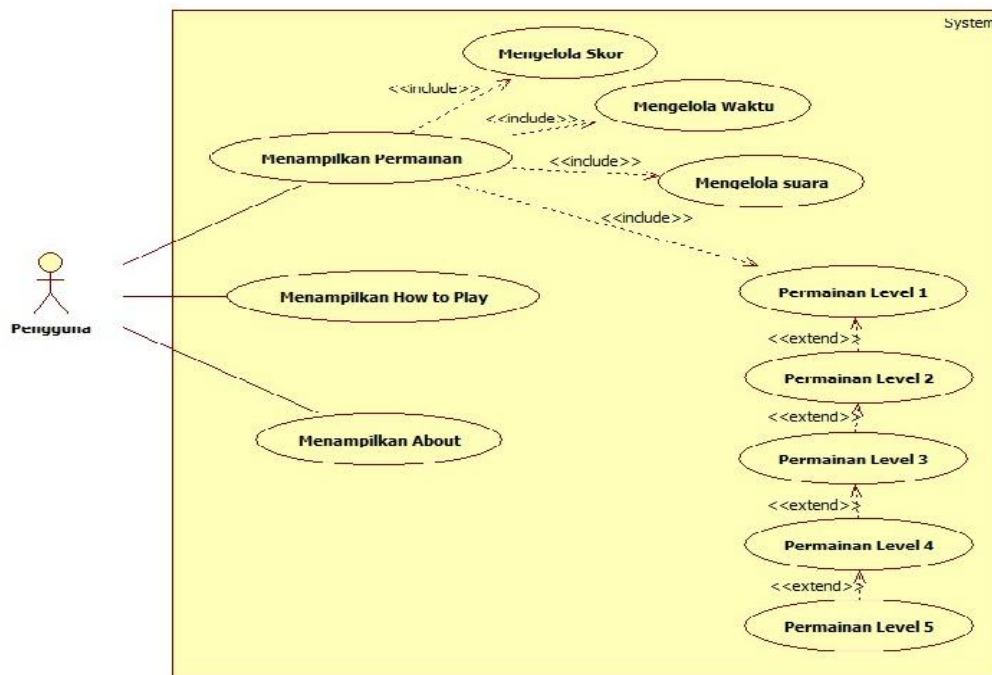 System
Mengelola Skor
<<include>>
Mengelola Waktu
<<include>>
Menampilkan Permainan
<<include>>
Mengelola suara
<<include>>
Menampilkan How to Play
Permainan Level 1
Pengguna
<<extend>>
Permainan Level 2
<<extend>>
Menampilkan About
Permainan Level 3
<<extend>>
Permainan Level 4
<<extend>>
Permainan Level 5